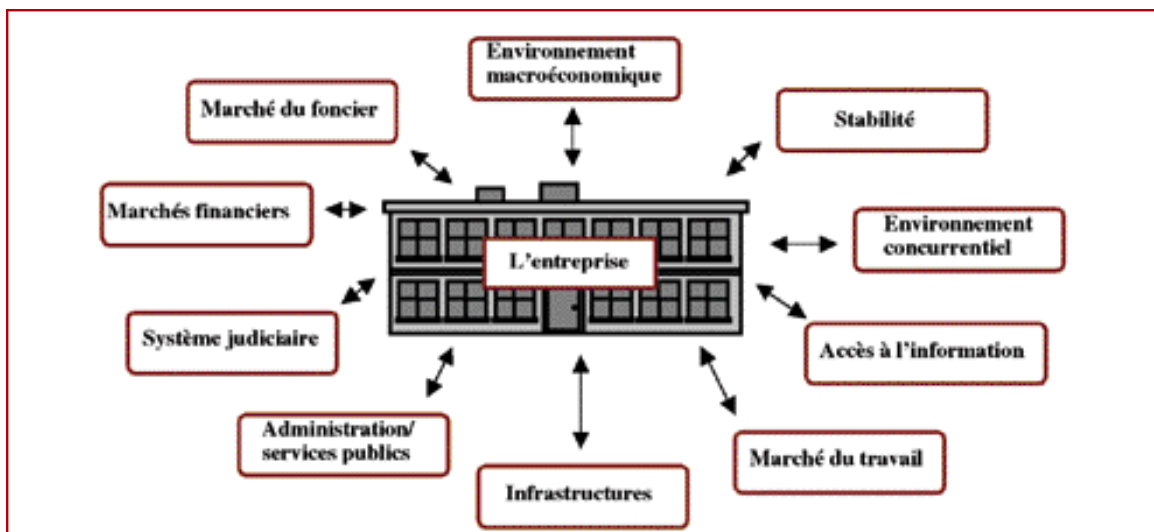 Environnement
macroéconomique
Marché du foncier
Stabilité
Marchés financiers
Environnement
concurrentiel
L'entreprise
Système judiciaire
Accès à l'information
Administration/
services publics
Marché du travail
Infrastructures